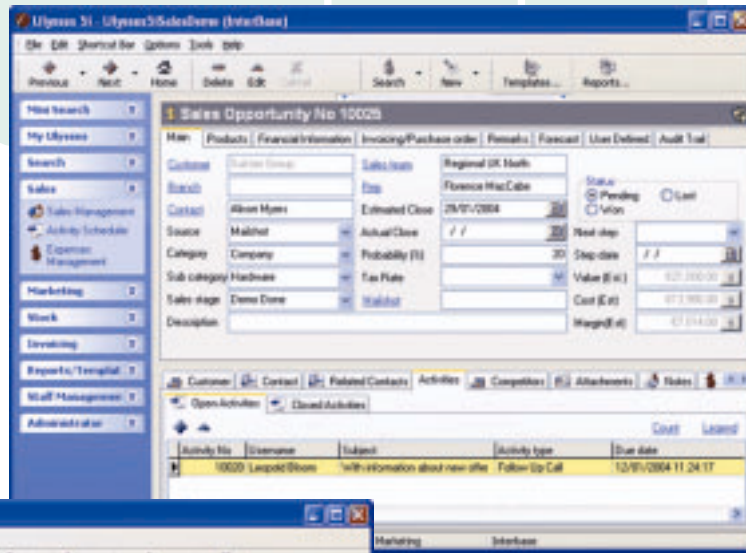 Ulysses 5i - Ulysses5iSalesDemo (InterBase)
File Edit Shortcut Bar Options Tools Help
Previous Next Home Delete Edit Cancel Search New Templates... Reports...
Mini Search
My Ulysses
Search
Sales
Sales Management
Activity Schedule
Expenses Management
Marketing
Stock
Invoicing
Reports/Templat
Staff Managemen
Administrator
Sales Opportunity No 10025
Main Products Financial Information Invoicing/Purchase order Remarks Forecast User Defined Audit Trail
Customer Group Sales team Regional UK North
Branch Rep Florence MacCabe
Contact Alison Myers Estimated Close 29/01/2004
Source Mailshot Actual Close / /
Category Company Probability (%) 20
Sub category Hardware Tax Rate
Sales stage Demo Done Mailshot
Description
Status
Pending Lost
Won
Next step
Step date / /
Value (Est)
Cost (Est)
Margin(Est)
Customer Contact Related Contacts Activities Competitors Attachments Notes
Open Activities Closed Activities
Count Legend
Activity No Username Subject Activity type Due date
10020 Leopold Bloom With information about new offer Follow Up Call 12/01/2004 11:24:17
Marketing Interbase